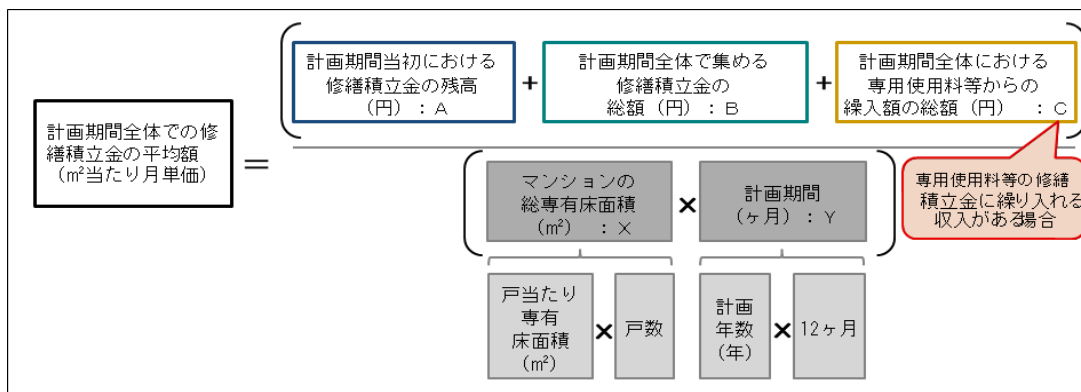 計画期間全体での修
繕積立金の平均額
(m²当たり月単価)
=
計画期間当初における
修繕積立金の残高
(円) : A
+
計画期間全体で集める
修繕積立金の
総額 (円) : B
+
計画期間全体における
専用使用料等からの
繰入額の総額 (円) : C
マンションの
総専有床面積
(m²) : X
×
計画期間
(ヶ月) : Y
専用使用料等の修繕
積立金に繰り入れる
収入がある場合
戸当たり
専有
床面積
(m²)
×
戸数
計画
年数
(年)
×
12ヶ月